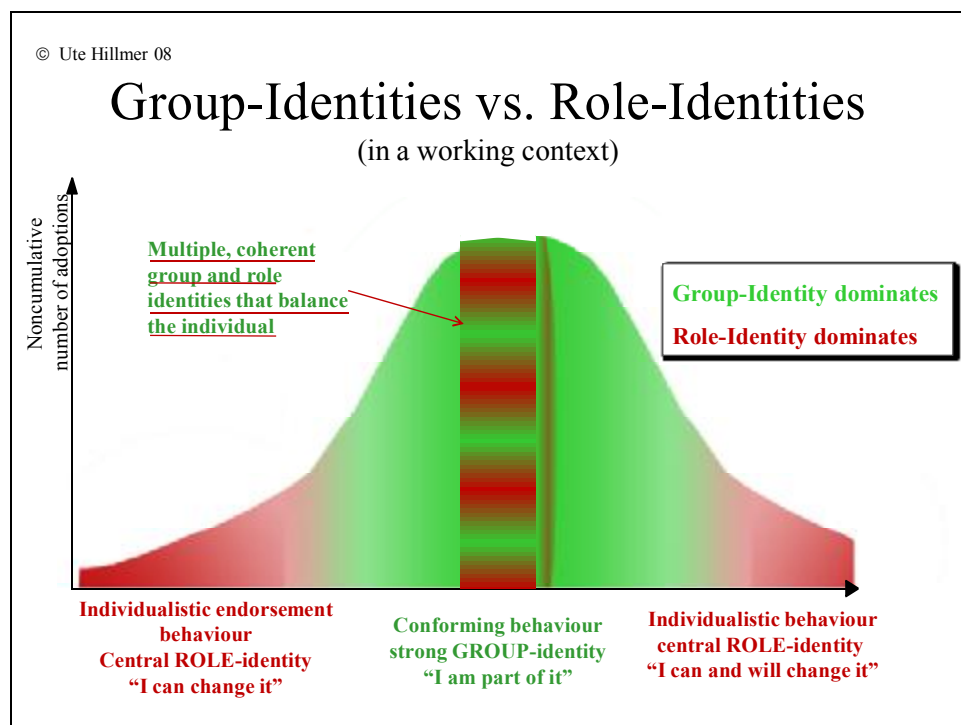 © Ute Hillmer 08
Group-Identities vs. Role-Identities
(in a working context)
Noncumulative
number of adoptions
Multiple, coherent
group and role
identities that balance
the individual
Group-Identity dominates
Role-Identity dominates
Individualistic endorsement
behaviour
Central ROLE-identity
“I can change it”
Conforming behaviour
strong GROUP-identity
“I am part of it”
Individualistic behaviour
central ROLE-identity
“I can and will change it”